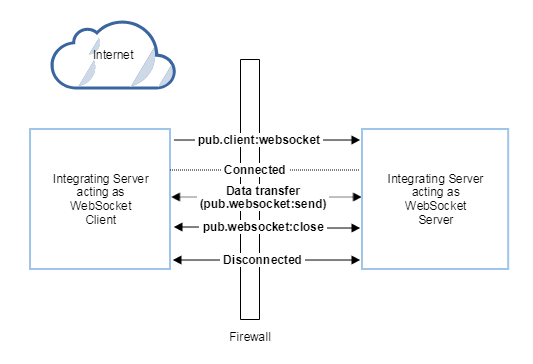 Internet
pub.client:websocket
Connected
Integrating Server
acting as
WebSocket
Client
Data transfer
(pub.websocket:send)
Integrating Server
acting as
WebSocket
Server
pub.websocket:close
Disconnected
Firewall